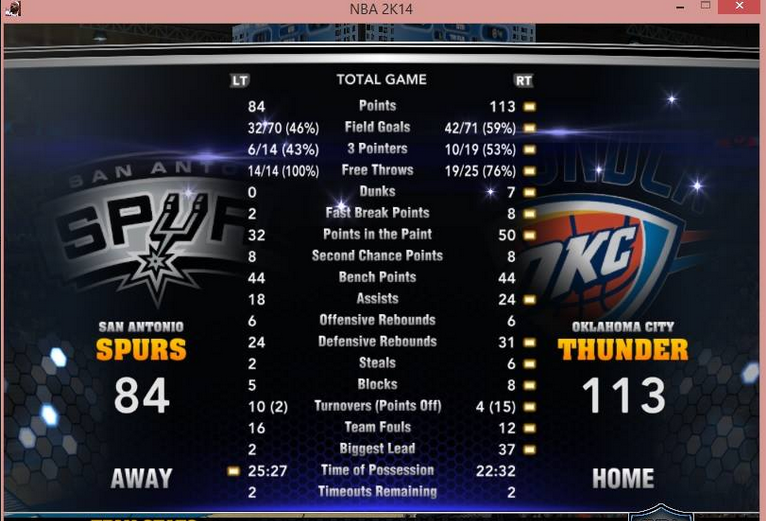 NBA 2K14
LT TOTAL GAME RT
84 Points 113
32/70 (46%) Field Goals 42/71 (59%)
6/14 (43%) 3 Pointers 10/19 (53%)
14/14 (100%) Free Throws 19/25 (76%)
0 Dunks 7
2 Fast Break Points 8
32 Points in the Paint 50
8 Second Chance Points 8
44 Bench Points 44
18 Assists 24
6 Offensive Rebounds 6
24 Defensive Rebounds 31
2 Steals 6
5 Blocks 8
10 (2) Turnovers (Points Off) 4 (15)
16 Team Fouls 12
2 Biggest Lead 37
25:27 Time of Possession 22:32
2 Timeouts Remaining 2
SAN ANTO
SPUR
SAN ANTONIO
SPURS
84
AWAY
OKC
OKLAHOMA CITY
THUNDER
113
HOME
TEAM STATS